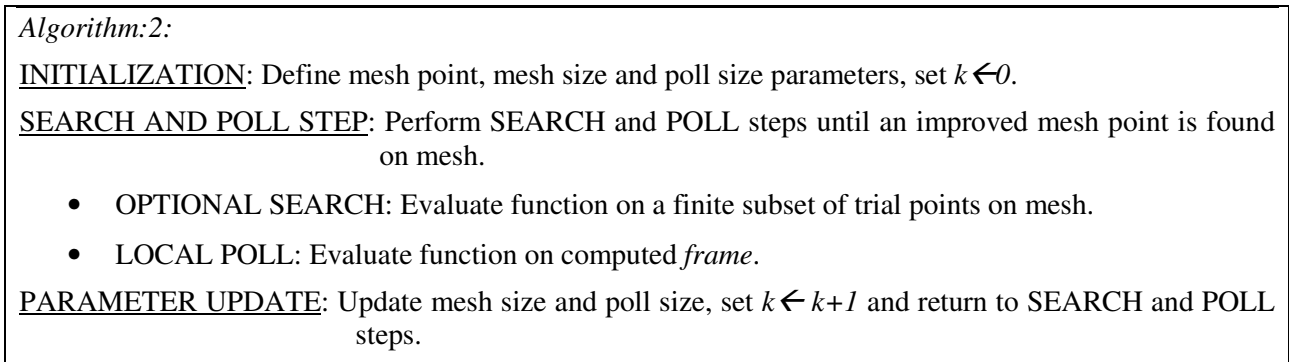 Algorithm:2:
INITIALIZATION: Define mesh point, mesh size and poll size parameters, set k←0.
SEARCH AND POLL STEP: Perform SEARCH and POLL steps until an improved mesh point is found
on mesh.
• OPTIONAL SEARCH: Evaluate function on a finite subset of trial points on mesh.
• LOCAL POLL: Evaluate function on computed frame.
PARAMETER UPDATE: Update mesh size and poll size, set k← k+1 and return to SEARCH and POLL
steps.